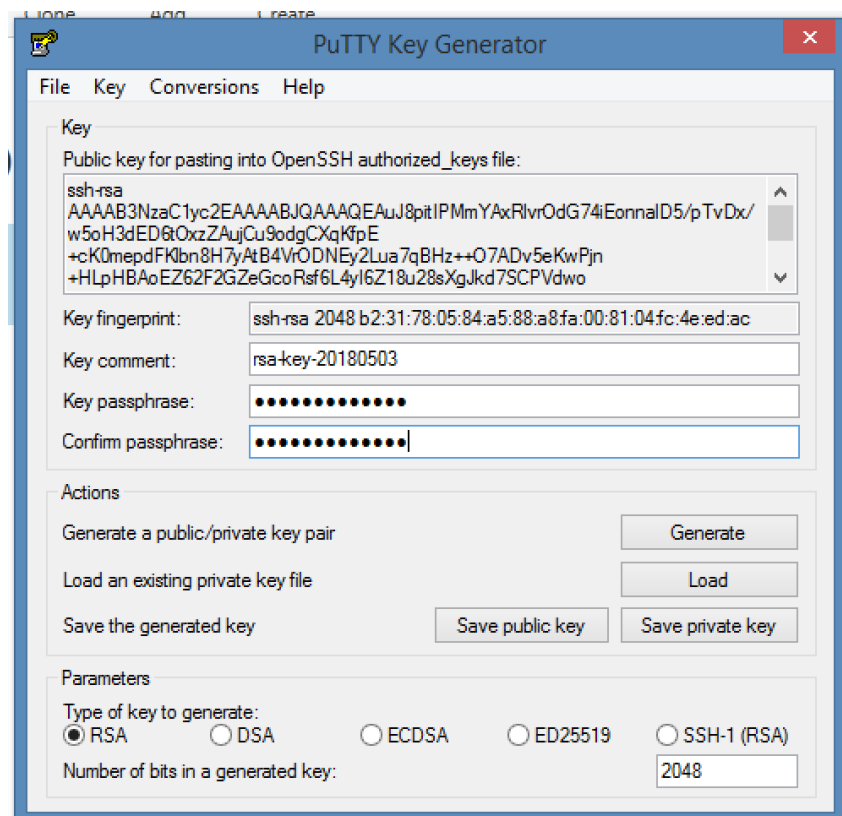 Clone Add Create
PuTTY Key Generator
File Key Conversions Help
Key
Public key for pasting into OpenSSH authorized_keys file:
ssh-rsa
AAAAB3NzaC1yc2EAAAABJQAAAQEAuJ8pitIPMmYAxRlvrOdG74iEonnaID5/pTvDx/
w5oH3dED6tOxzZAujCu9odgCXqKfpE
+cK0mepdFKlbn8H7yAtB4VrODNEy2Lua7qBHz++O7ADv5eKwPjn
+HLpHBAoEZ62F2GZeGcoRsf6L4yI6Z18u28sXgJkd7SCPVdwo
Key fingerprint: ssh-rsa 2048 b2:31:78:05:84:a5:88:a8:fa:00:81:04:fc:4e:ed:ac
Key comment: rsa-key-20180503
Key passphrase: ●●●●●●●●●●●●●
Confirm passphrase: ●●●●●●●●●●●●●
Actions
Generate a public/private key pair Generate
Load an existing private key file Load
Save the generated key Save public key Save private key
Parameters
Type of key to generate:
RSA DSA ECDSA ED25519 SSH-1 (RSA)
Number of bits in a generated key: 2048